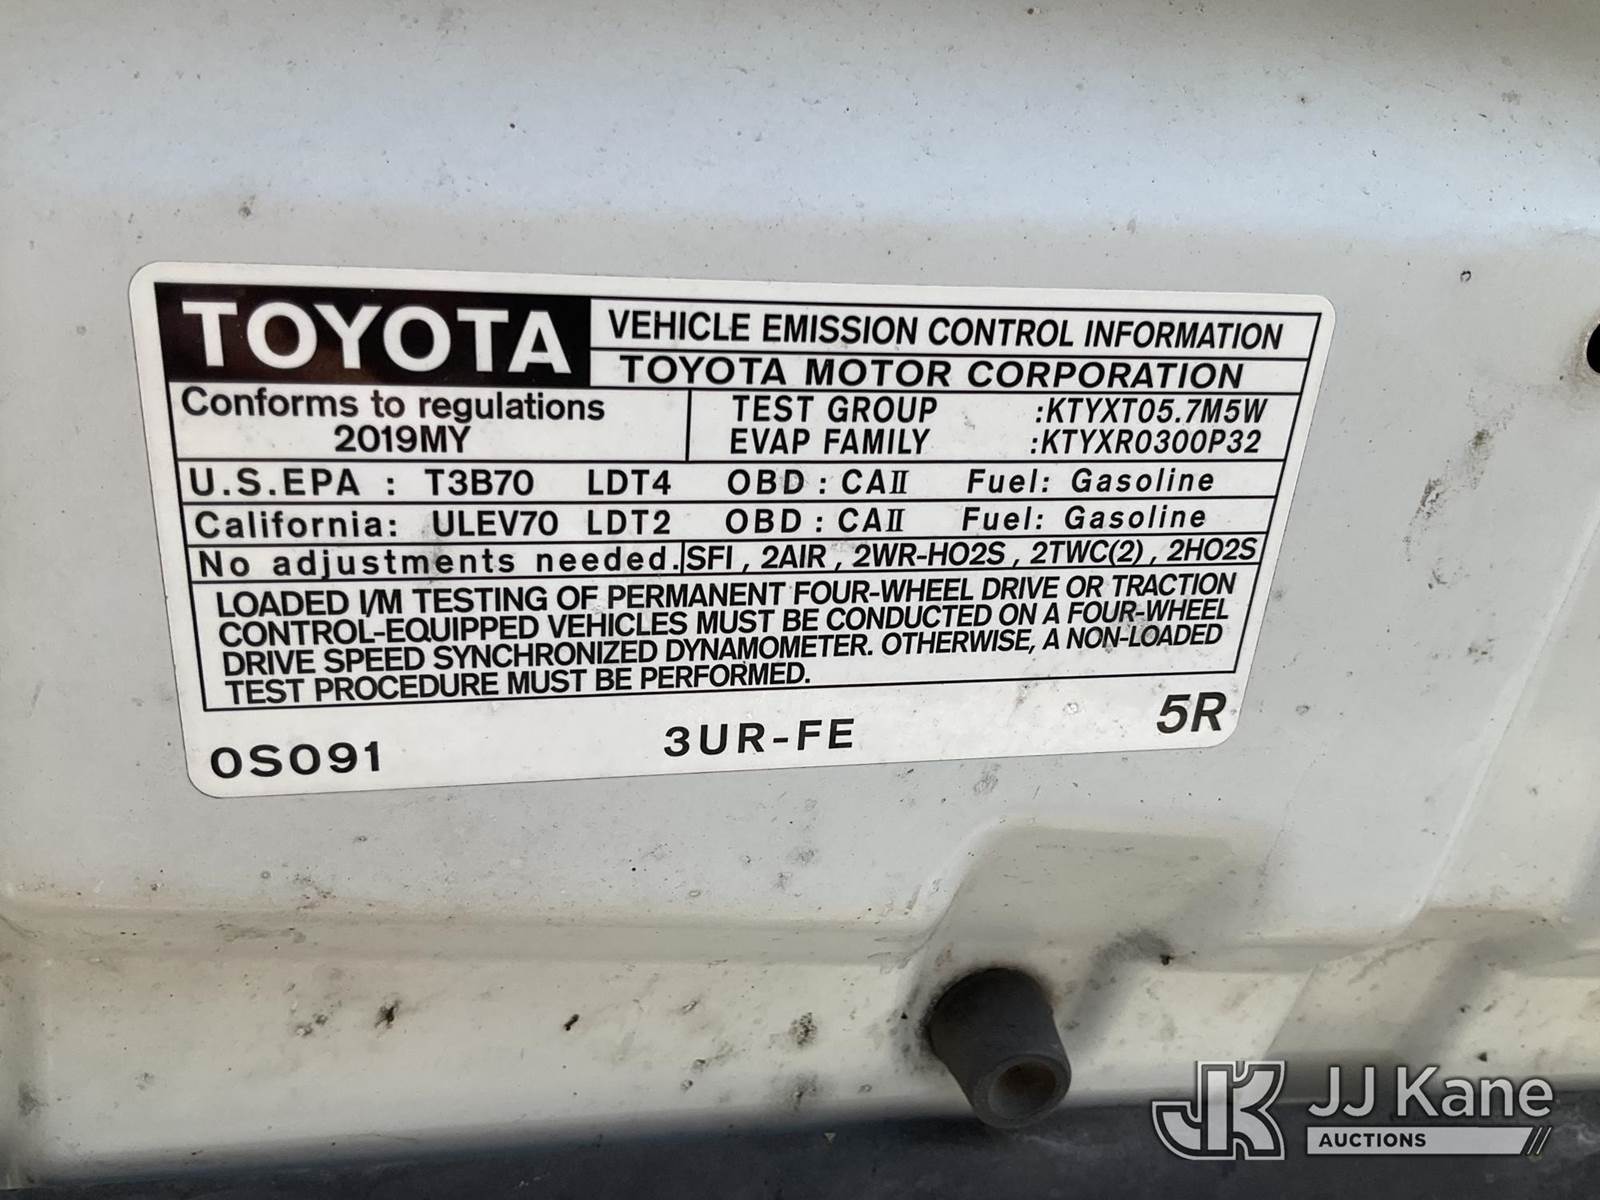 TOYOTA VEHICLE EMISSION CONTROL INFORMATION
TOYOTA MOTOR CORPORATION
Conforms to regulations
2019MY
TEST GROUP :KTYXT05.7M5W
EVAP FAMILY :KTYXR0300P32
U.S.EPA : T3B70 LDT4 OBD : CAⅡ Fuel: Gasoline
California: ULEV70 LDT2 OBD : CAⅡ Fuel: Gasoline
No adjustments needed. SFI , 2AIR , 2WR-HO2S , 2TWC(2) , 2HO2S
LOADED I/M TESTING OF PERMANENT FOUR-WHEEL DRIVE OR TRACTION
CONTROL-EQUIPPED VEHICLES MUST BE CONDUCTED ON A FOUR-WHEEL
DRIVE SPEED SYNCHRONIZED DYNAMOMETER. OTHERWISE, A NON-LOADED
TEST PROCEDURE MUST BE PERFORMED.
0S091 3UR-FE 5R
JK JJ Kane
AUCTIONS